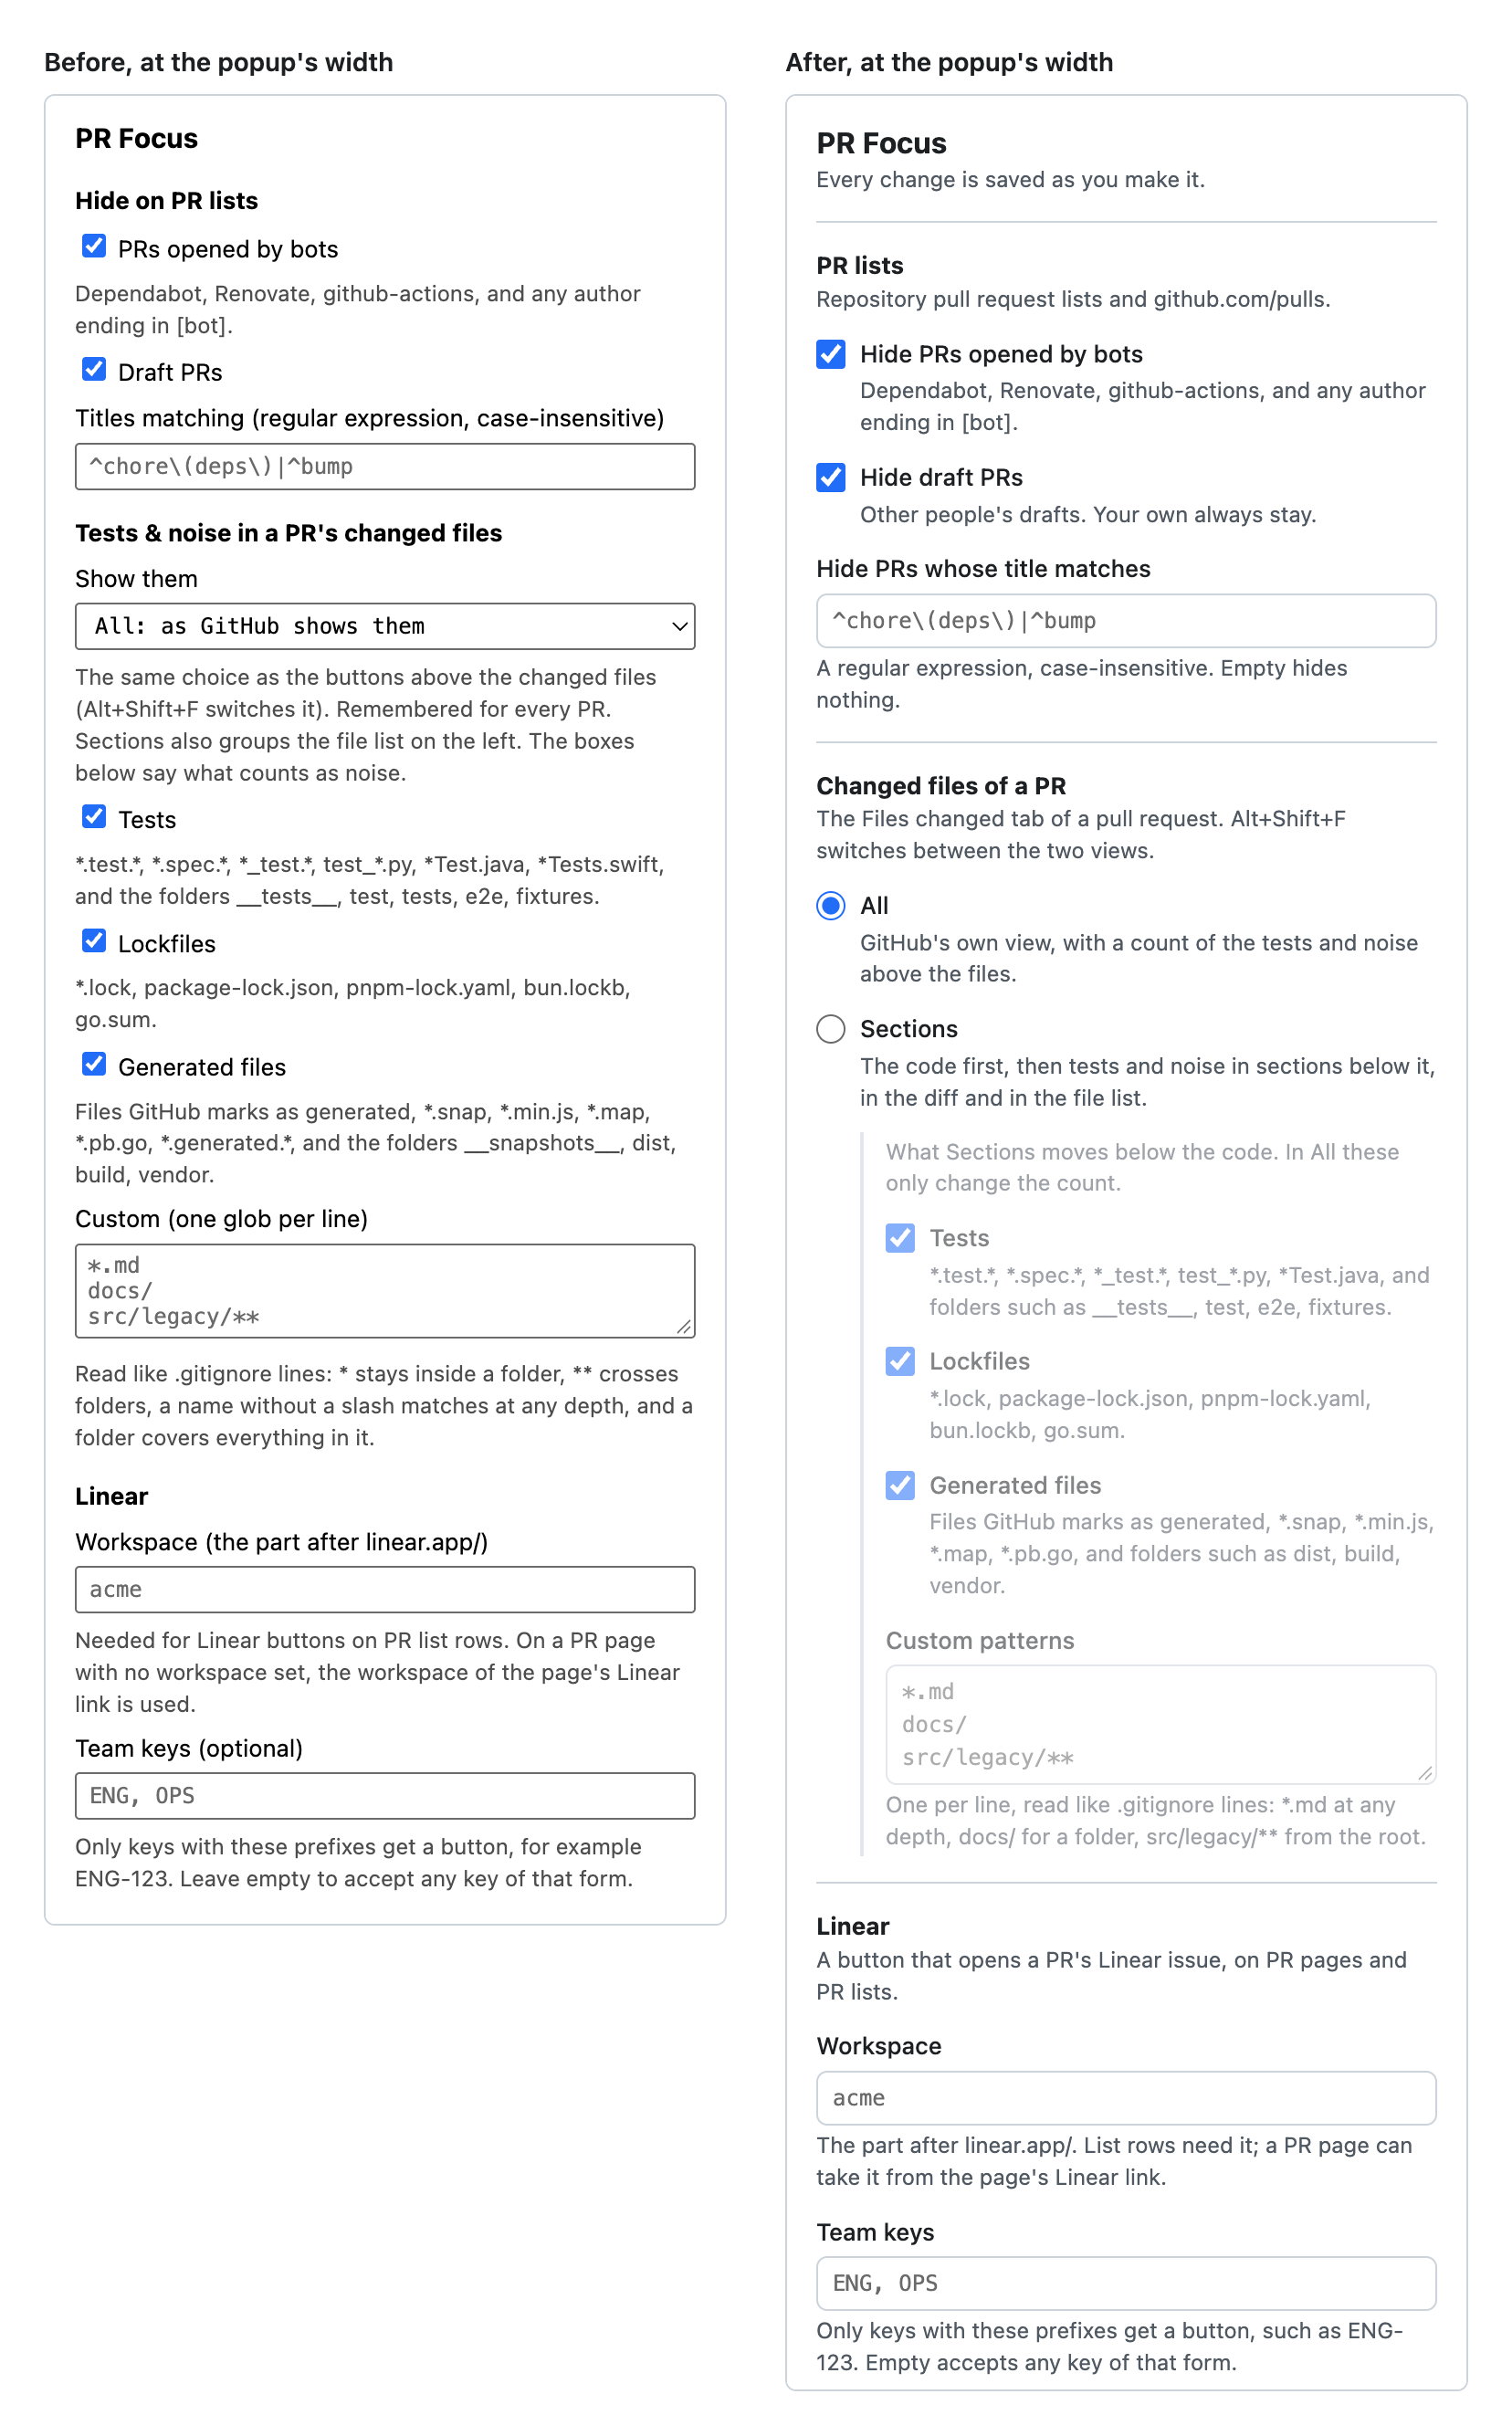 Before, at the popup's width
PR Focus
Hide on PR lists
PRs opened by bots
Dependabot, Renovate, github-actions, and any author
ending in [bot].
Draft PRs
Titles matching (regular expression, case-insensitive)
^chore\(deps\)|^bump
Tests & noise in a PR's changed files
Show them
All: as GitHub shows them
The same choice as the buttons above the changed files
(Alt+Shift+F switches it). Remembered for every PR.
Sections also groups the file list on the left. The boxes
below say what counts as noise.
Tests
*.test.*, *.spec.*, *_test.*, test_*.py, *Test.java, *Tests.swift,
and the folders __tests__, test, tests, e2e, fixtures.
Lockfiles
*.lock, package-lock.json, pnpm-lock.yaml, bun.lockb,
go.sum.
Generated files
Files GitHub marks as generated, *.snap, *.min.js, *.map,
*.pb.go, *.generated.*, and the folders __snapshots__, dist,
build, vendor.
Custom (one glob per line)
*.md
docs/
src/legacy/**
Read like .gitignore lines: * stays inside a folder, ** crosses
folders, a name without a slash matches at any depth, and a
folder covers everything in it.
Linear
Workspace (the part after linear.app/)
acme
Needed for Linear buttons on PR list rows. On a PR page
with no workspace set, the workspace of the page's Linear
link is used.
Team keys (optional)
ENG, OPS
Only keys with these prefixes get a button, for example
ENG-123. Leave empty to accept any key of that form.
After, at the popup's width
PR Focus
Every change is saved as you make it.
PR lists
Repository pull request lists and github.com/pulls.
Hide PRs opened by bots
Dependabot, Renovate, github-actions, and any author
ending in [bot].
Hide draft PRs
Other people's drafts. Your own always stay.
Hide PRs whose title matches
^chore\(deps\)|^bump
A regular expression, case-insensitive. Empty hides
nothing.
Changed files of a PR
The Files changed tab of a pull request. Alt+Shift+F
switches between the two views.
All
GitHub's own view, with a count of the tests and noise
above the files.
Sections
The code first, then tests and noise in sections below it,
in the diff and in the file list.
What Sections moves below the code. In All these
only change the count.
Tests
*.test.*, *.spec.*, *_test.*, test_*.py, *Test.java, and
folders such as __tests__, test, e2e, fixtures.
Lockfiles
*.lock, package-lock.json, pnpm-lock.yaml,
bun.lockb, go.sum.
Generated files
Files GitHub marks as generated, *.snap, *.min.js,
*.map, *.pb.go, and folders such as dist, build,
vendor.
Custom patterns
*.md
docs/
src/legacy/**
One per line, read like .gitignore lines: *.md at any
depth, docs/ for a folder, src/legacy/** from the root.
Linear
A button that opens a PR's Linear issue, on PR pages and
PR lists.
Workspace
acme
The part after linear.app/. List rows need it; a PR page can
take it from the page's Linear link.
Team keys
ENG, OPS
Only keys with these prefixes get a button, such as ENG-
123. Empty accepts any key of that form.